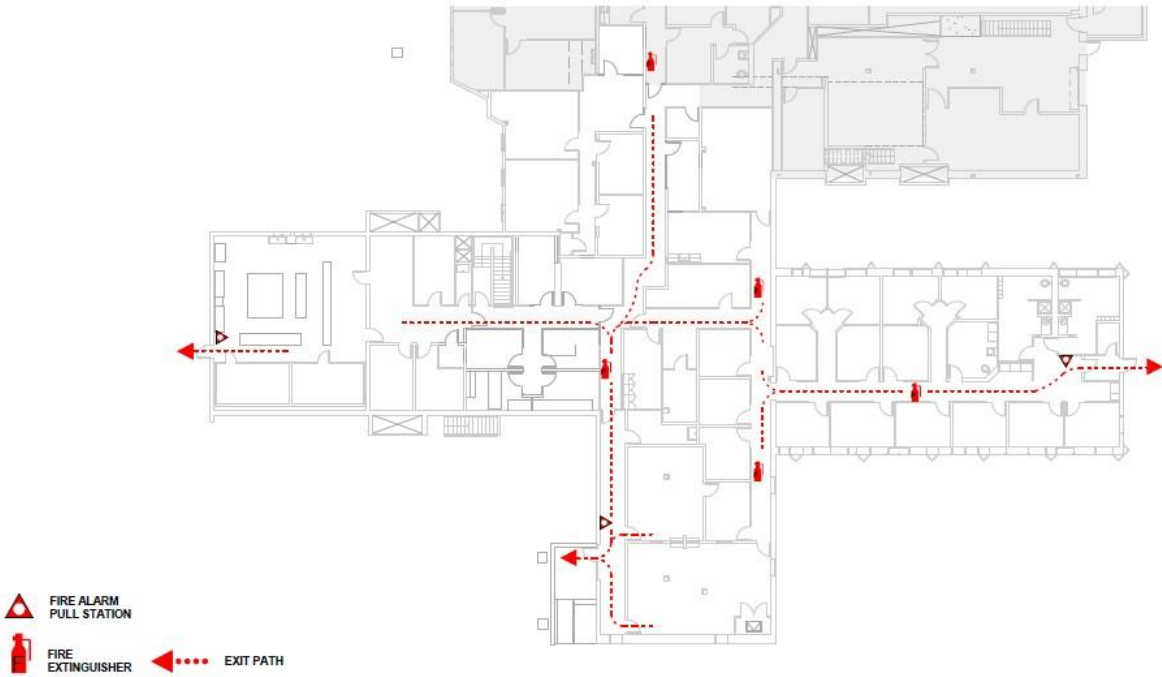 FIRE ALARM
PULL STATION
FIRE
EXTINGUISHER
EXIT PATH